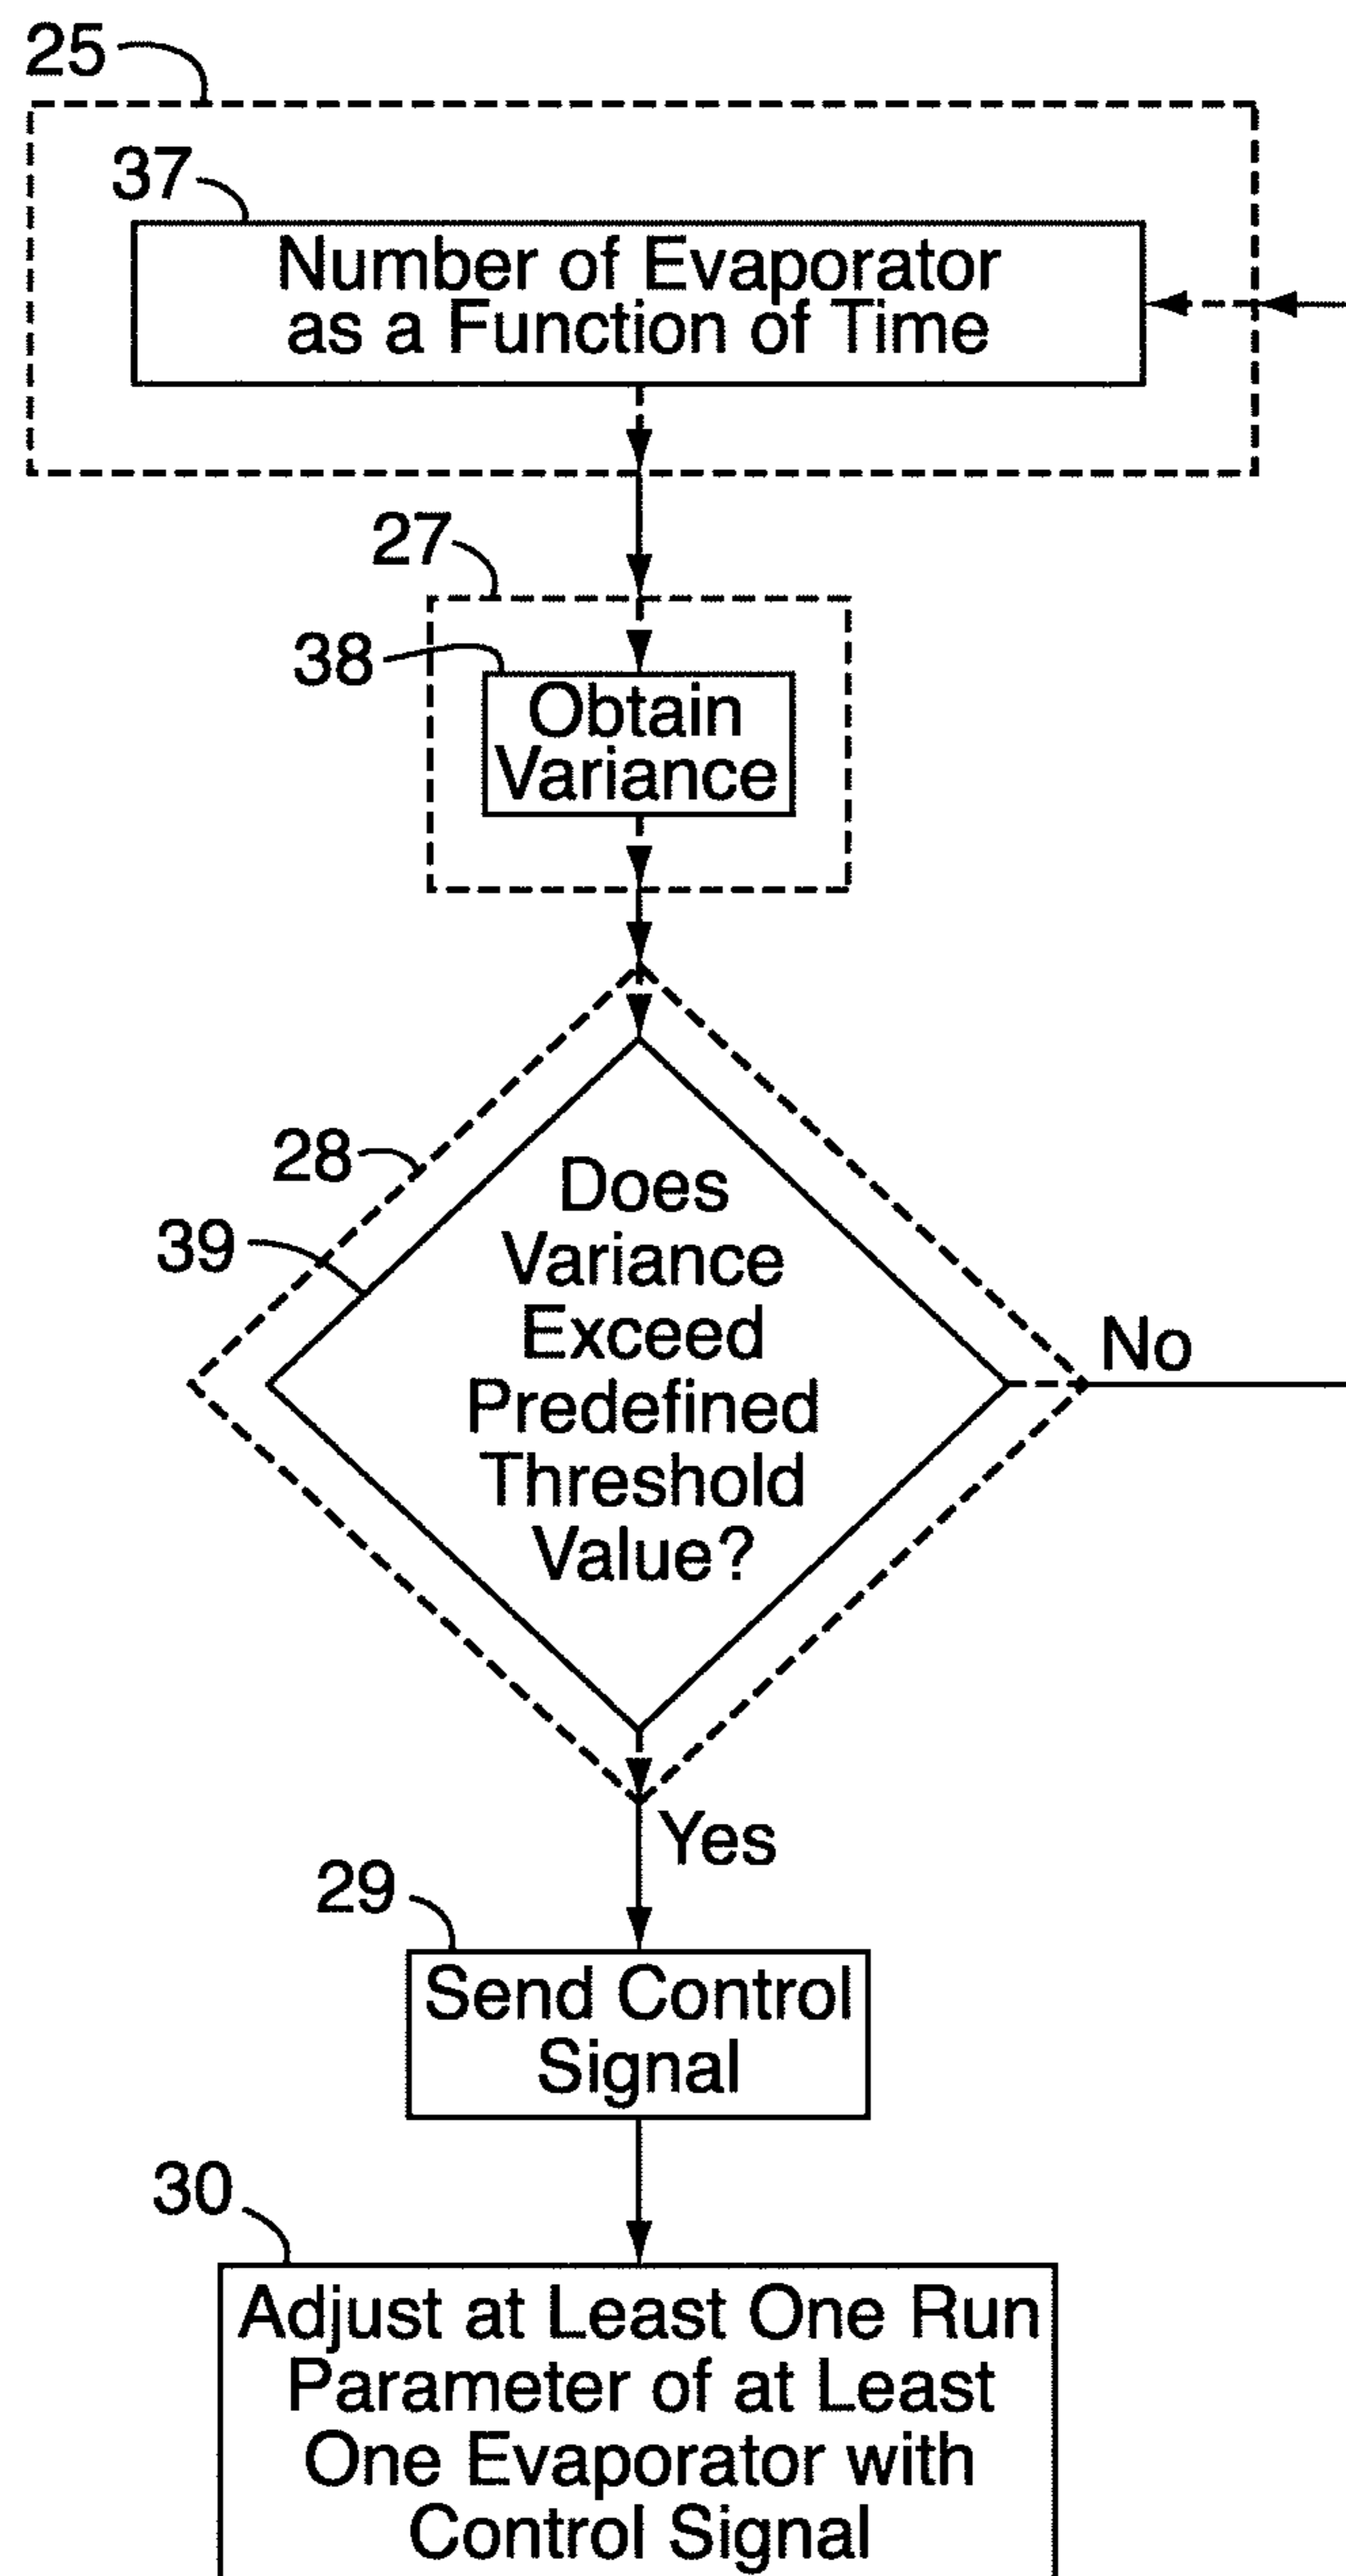 25
37
Number of Evaporator
as a Function of Time
27
38
Obtain
Variance
28
39
Does
Variance
Exceed
Predefined
Threshold
Value?
No
Yes
29
Send Control
Signal
30
Adjust at Least One Run
Parameter of at Least
One Evaporator with
Control Signal